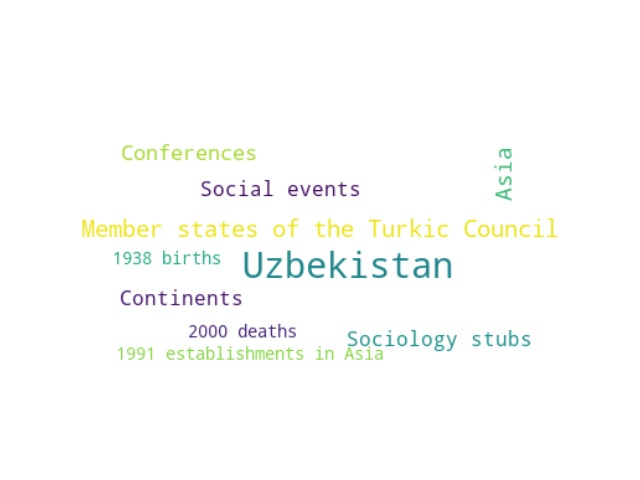 Conferences
Asia
Social events
Member states of the Turkic Council
1938 births
Uzbekistan
Continents
2000 deaths
Sociology stubs
1991 establishments in Asia